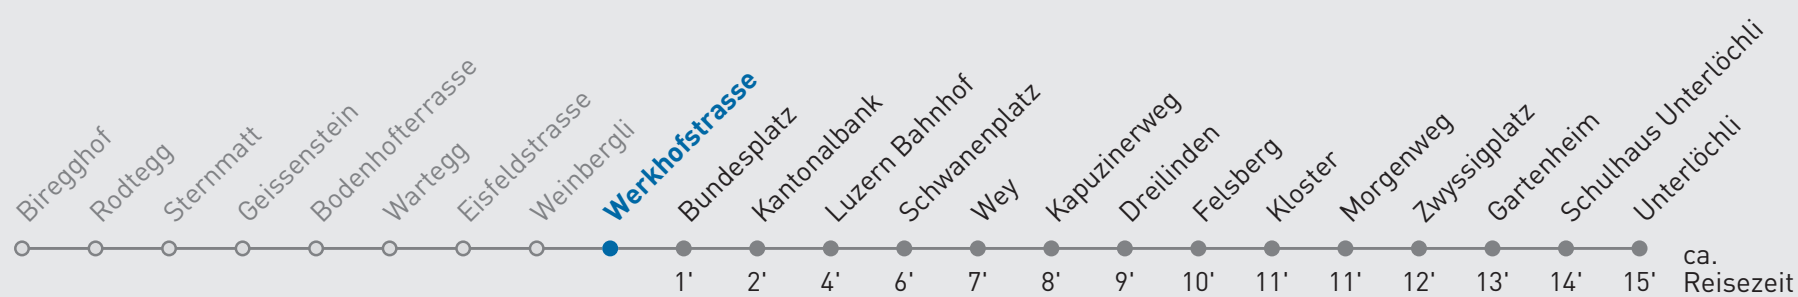 Biregghof
Rodtegg
Sternmatt
Geissenstein
Bodenhofterrasse
Wartegg
Eisfeldstrasse
Weinbergli
Werkhofstrasse
Bundesplatz
Kantonalbank
Luzern Bahnhof
Schwanenplatz
Wey
Kapuzinerweg
Dreilinden
Felsberg
Kloster
Morgenweg
Zwyssigplatz
Gartenheim
Schulhaus Unterlöchli
Unterlöchli
1' 2' 4' 6' 7' 8' 9' 10' 11' 11' 12' 13' 14' 15'
ca.
Reisezeit